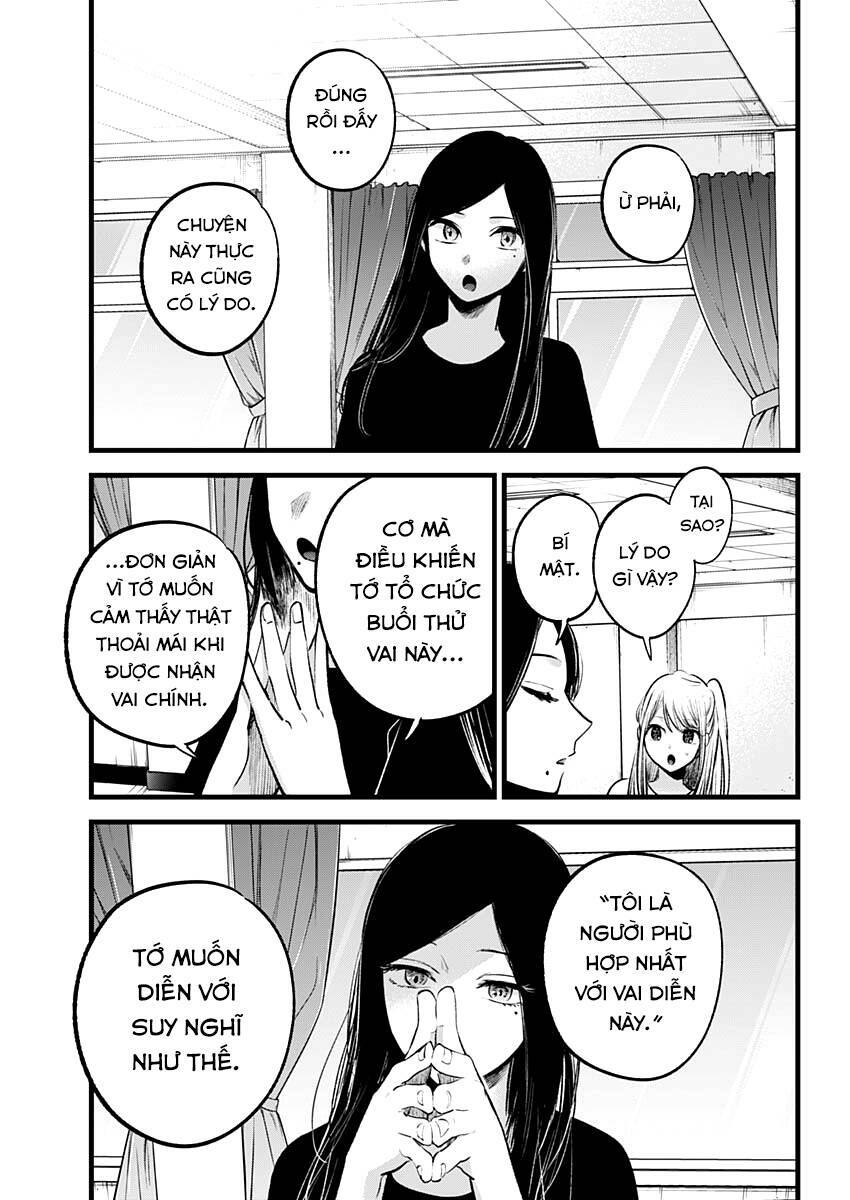 Ừ PHẢI,
ĐÚNG
RỒI ĐẤY
...
CHUYỆN
NÀY THỰC
RA CŨNG
CÓ LÝ DO.
TẠI
SAO?
LÝ DO
GÌ VẬY?
BÍ
MẬT.
CƠ MÀ
ĐIỀU KHIẾN
TỚ TỔ CHỨC
BUỔI THỬ
VAI NÀY...
...ĐƠN GIẢN
VÌ TỚ MUỐN
CẢM THẤY THẬT
THOẢI MÁI KHI
ĐƯỢC NHẬN
VAI CHÍNH.
“TÔI LÀ
NGƯỜI PHÙ
HỢP NHẤT
VỚI VAI DIỄN
NÀY.”
TỚ MUỐN
DIỄN VỚI
SUY NGHĨ
NHƯ THẾ.